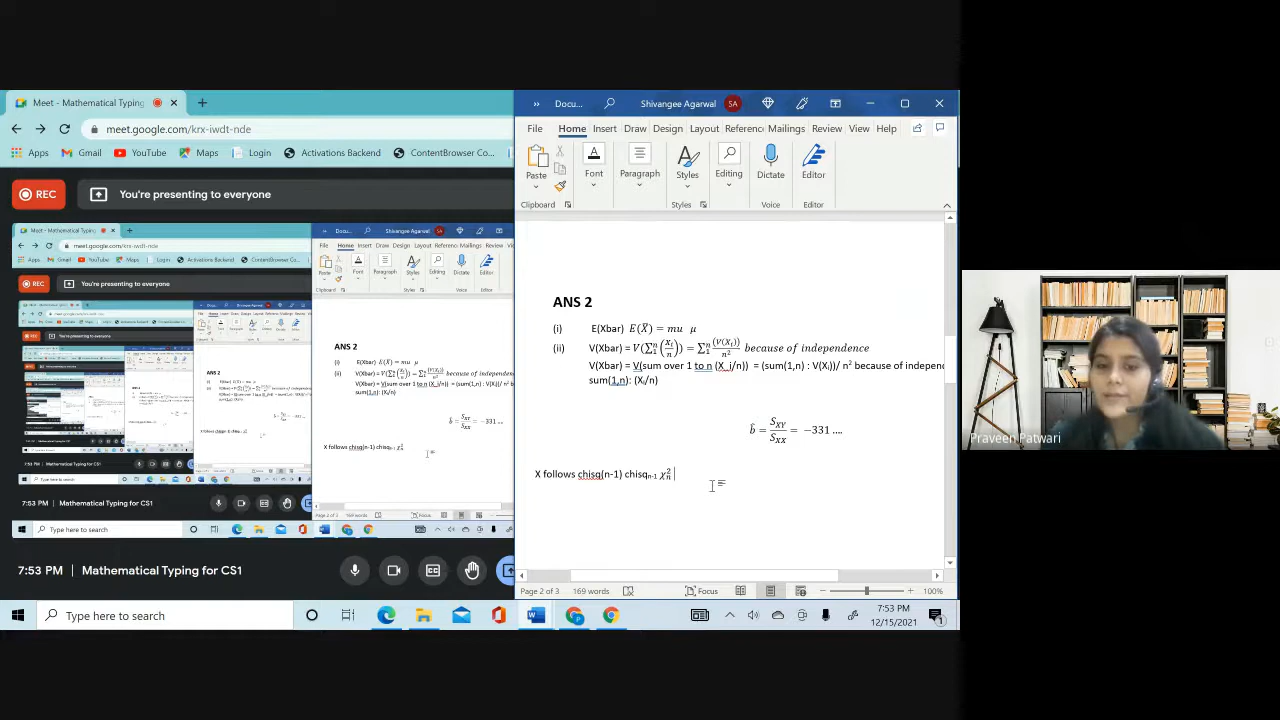 Meet - Mathematical Typing
meet.google.com/krx-iwdt-nde
Apps Gmail YouTube Maps Login Activations Backend ContentBrowser Co...
REC You're presenting to everyone
7:53 PM | Mathematical Typing for CS1
Docu... Shivangee Agarwal SA
File Home Insert Draw Design Layout Referenc Mailings Review View Help
Paste Font Paragraph Styles Editing Dictate Editor
Clipboard Styles Voice Editor
ANS 2
(i) E(Xbar) E(X̄) = mu μ
(ii) V(Xbar) = V(∑₁ⁿ(Xᵢ/n)) = ∑₁ⁿ (V(Xᵢ))/n² because of independence
V(Xbar) = V(sum over 1 to n (X_i/n)) = (sum(1,n) : V(Xᵢ)/ n² because of indepen
sum(1,n): (Xᵢ/n)
b̂ = S_XY/S_XX = −331 ....
X follows chisq(n-1) chisqₙ₋₁ χ²ₙ
Page 2 of 3 169 words Focus 100%
Type here to search
7:53 PM
12/15/2021
Praveen Patwari